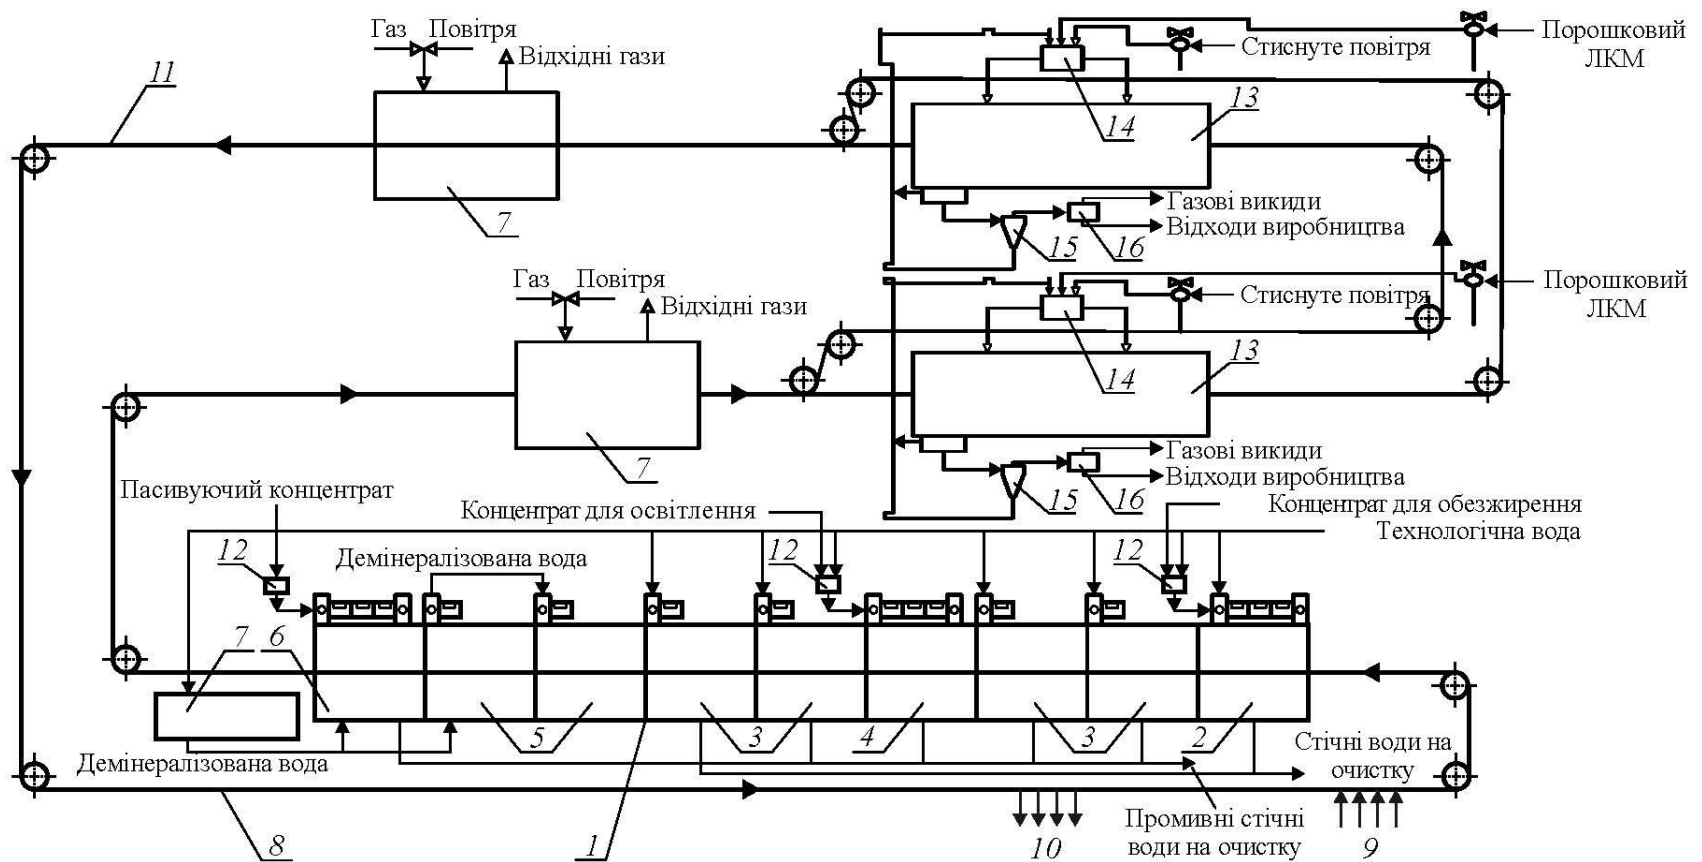 Газ Повітря
Відхідні гази
Стиснуте повітря
Порошковий
ЛКМ
11
13
14
7
15
16
Газові викиди
Відходи виробництва
Газ Повітря
Відхідні гази
Стиснуте повітря
Порошковий
ЛКМ
13
14
7
15
16
Газові викиди
Відходи виробництва
Пасивуючий концентрат
Концентрат для освітлення
Концентрат для обезжирення
Технологічна вода
12
Демінералізована вода
12
12
7
6
5
3
4
3
2
Демінералізована вода
Стічні води на
очистку
8
1
10
Промивні стічні
води на очистку
9